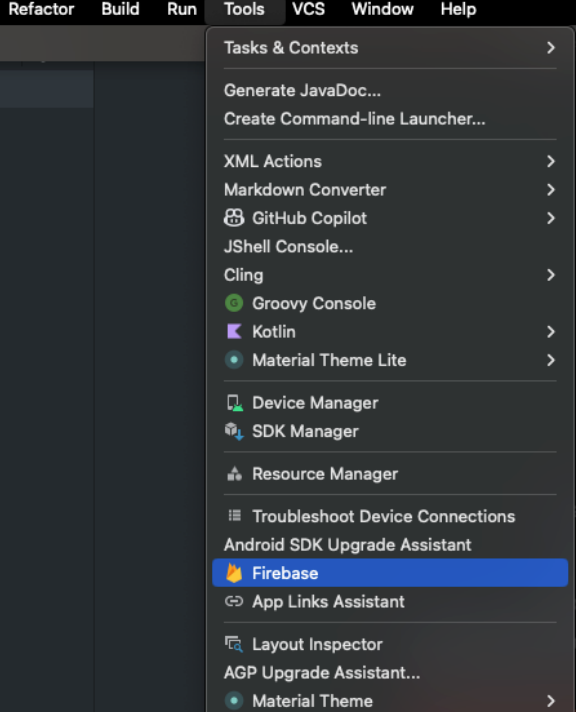 Refactor Build Run Tools VCS Window Help
Tasks & Contexts
Generate JavaDoc...
Create Command-line Launcher...
XML Actions
Markdown Converter
GitHub Copilot
JShell Console...
Cling
Groovy Console
Kotlin
Material Theme Lite
Device Manager
SDK Manager
Resource Manager
Troubleshoot Device Connections
Android SDK Upgrade Assistant
Firebase
App Links Assistant
Layout Inspector
AGP Upgrade Assistant...
Material Theme